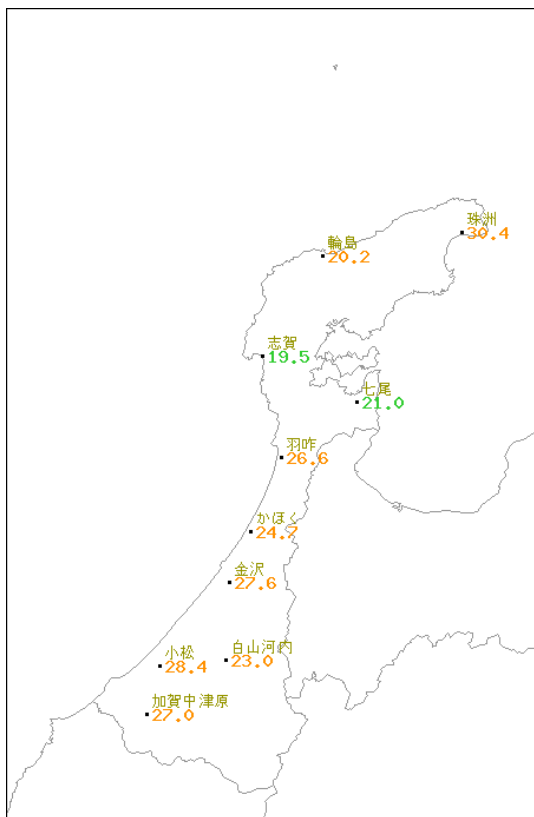 珠洲
30.4
輪島
20.2
志賀
19.5
七尾
21.0
羽咋
26.6
かほく
24.7
金沢
27.6
白山河内
23.0
小松
28.4
加賀中津原
27.0